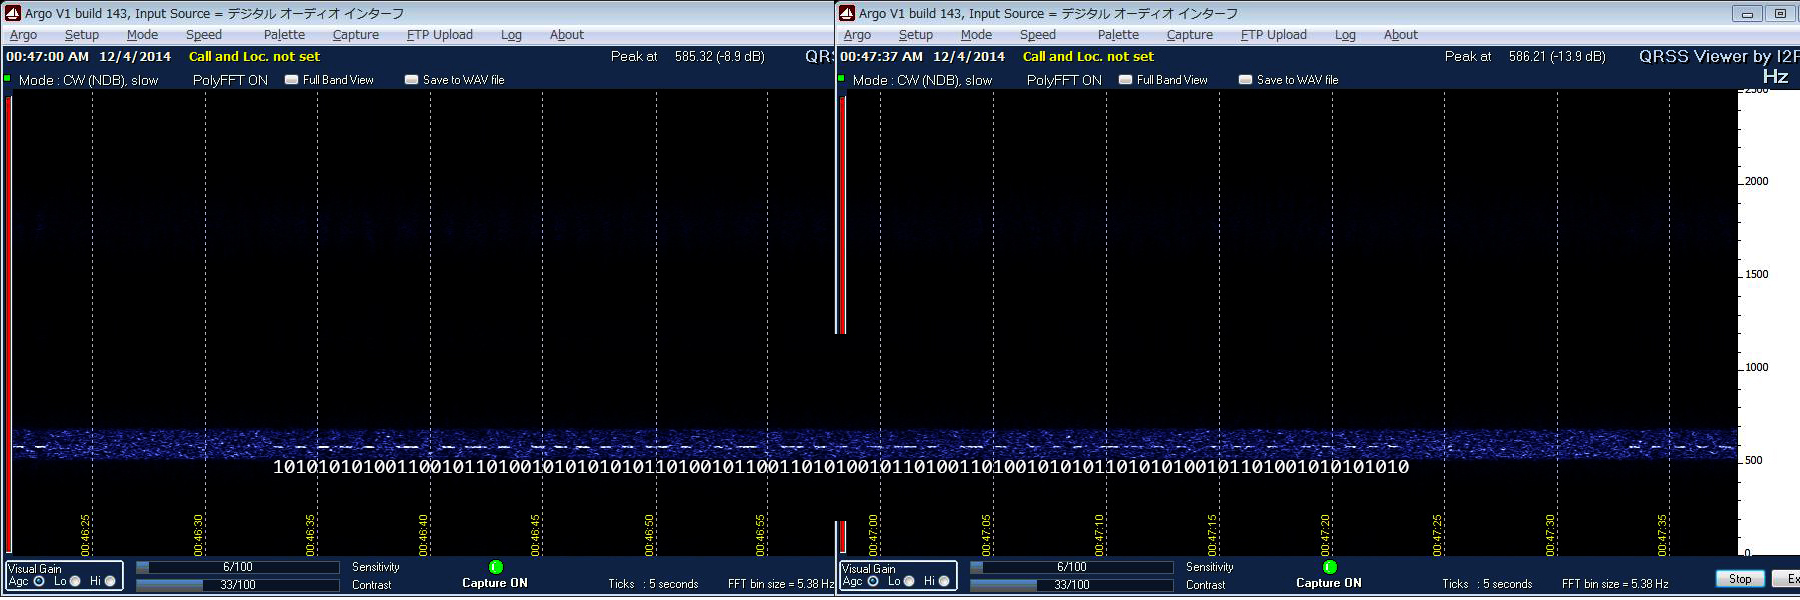 Argo V1 build 143, Input Source = デジタル オーディオ インターフ
Argo Setup Mode Speed Palette Capture FTP Upload Log About
00:47:00 AM 12/4/2014 Call and Loc. not set Peak at 585.32 (-8.9 dB) QRS
Mode : CW (NDB), slow PolyFFT ON Full Band View Save to WAV file
00:46:25 00:46:30 00:46:35 00:46:40 00:46:45 00:46:50 00:46:55
Visual Gain
Agc Lo Hi
6/100 Sensitivity
33/100 Contrast
Capture ON
Ticks : 5 seconds FFT bin size = 5.38 Hz
Argo V1 build 143, Input Source = デジタル オーディオ インターフ
Argo Setup Mode Speed Palette Capture FTP Upload Log About
00:47:37 AM 12/4/2014 Call and Loc. not set Peak at 586.21 (-13.9 dB) QRSS Viewer by I2P
Mode : CW (NDB), slow PolyFFT ON Full Band View Save to WAV file Hz
2500
2000
1500
1000
500
0
00:47:00 00:47:05 00:47:10 00:47:15 00:47:20 00:47:25 00:47:30 00:47:35
Visual Gain
Agc Lo Hi
6/100 Sensitivity
33/100 Contrast
Capture ON
Ticks : 5 seconds FFT bin size = 5.38 Hz
Stop Ex